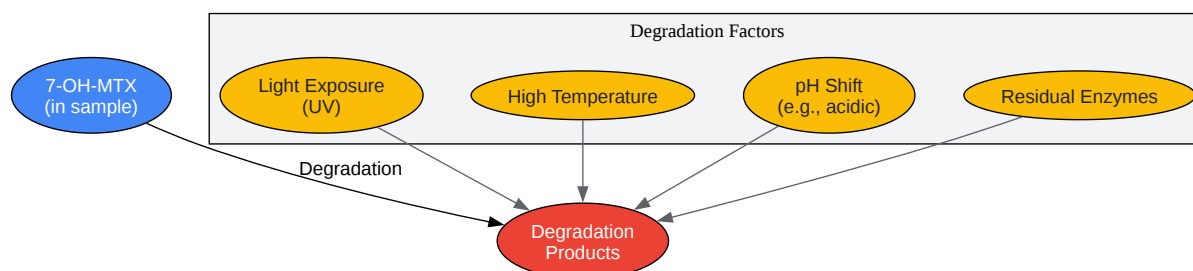 Degradation Factors
7-OH-MTX
(in sample)
Light Exposure
(UV)
High Temperature
pH Shift
(e.g., acidic)
Residual Enzymes
Degradation
Degradation
Products